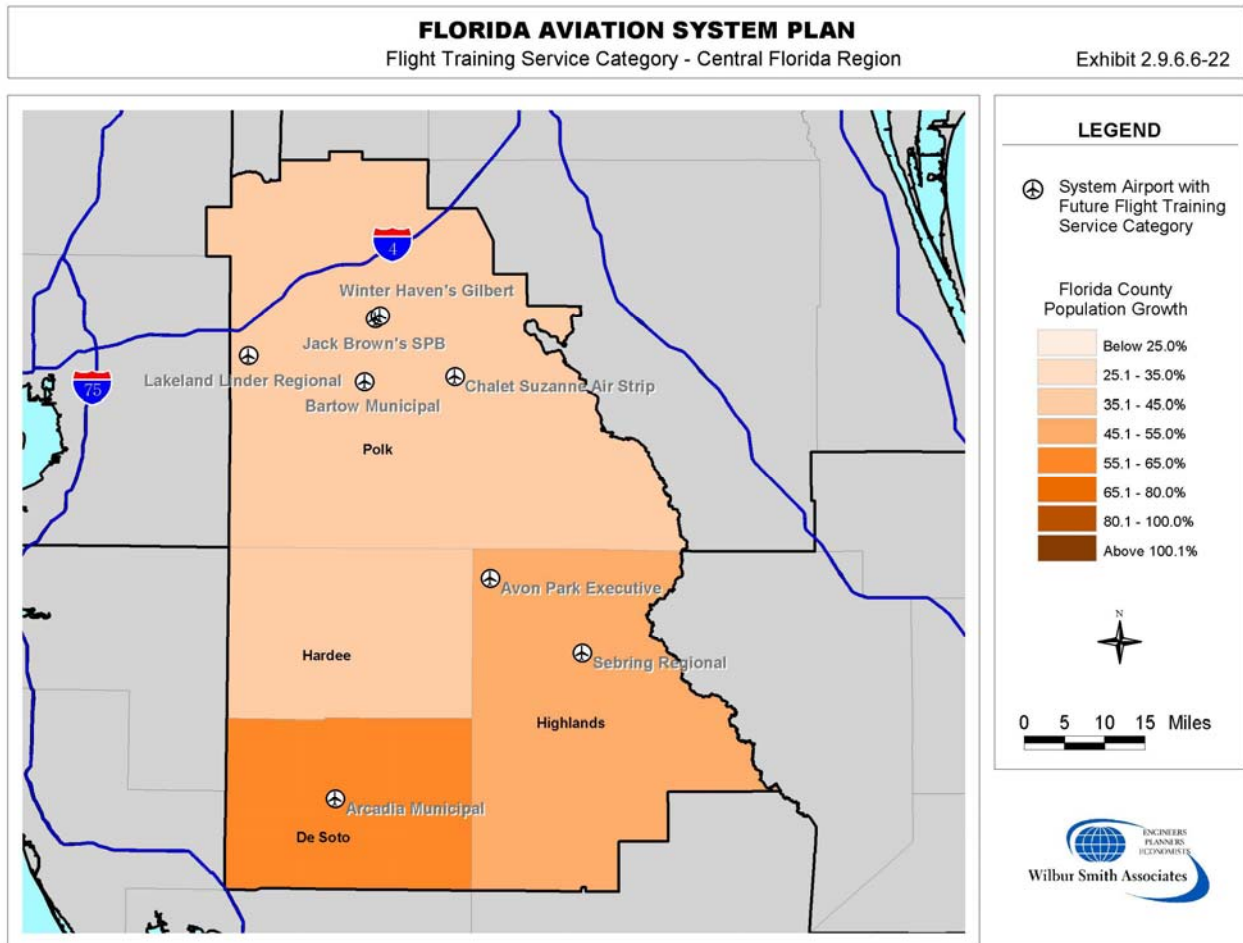 FLORIDA AVIATION SYSTEM PLAN
Flight Training Service Category - Central Florida Region
Exhibit 2.9.6.6-22
4
Winter Haven's Gilbert
Jack Brown's SPB
Lakeland Linder Regional
Chalet Suzanne Air Strip
Bartow Municipal
75
Polk
Avon Park Executive
Hardee
Sebring Regional
Highlands
Arcadia Municipal
De Soto
LEGEND
System Airport with
Future Flight Training
Service Category
Florida County
Population Growth
Below 25.0%
25.1 - 35.0%
35.1 - 45.0%
45.1 - 55.0%
55.1 - 65.0%
65.1 - 80.0%
80.1 - 100.0%
Above 100.1%
N
0 5 10 15 Miles
ENGINEERS
PLANNERS
ECONOMISTS
Wilbur Smith Associates